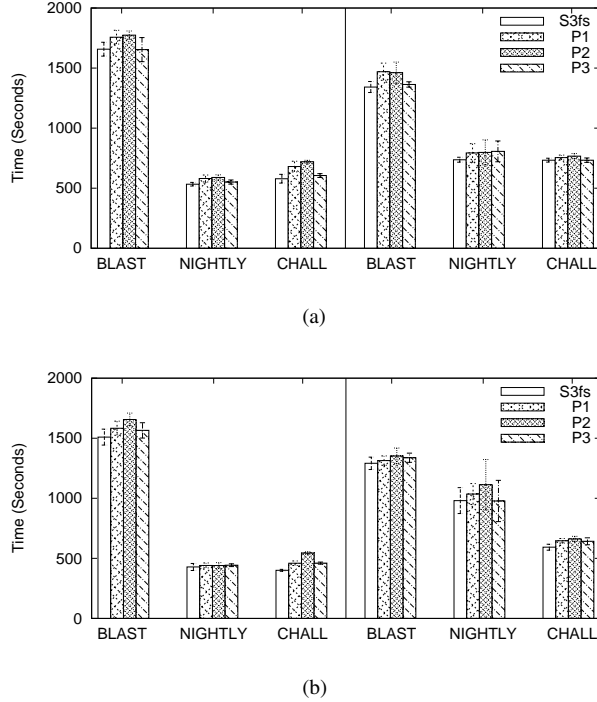 2000
1500
1000
500
0
Time (Seconds)
S3fs
P1
P2
P3
BLAST NIGHTLY CHALL BLAST NIGHTLY CHALL
(a)
2000
1500
1000
500
0
Time (Seconds)
S3fs
P1
P2
P3
BLAST NIGHTLY CHALL BLAST NIGHTLY CHALL
(b)